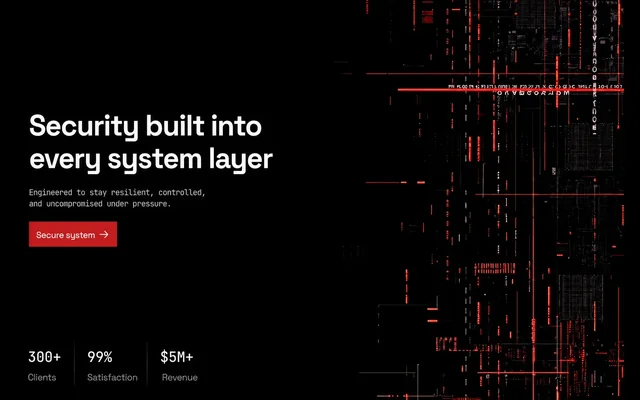 Security built into
every system layer
Engineered to stay resilient, controlled,
and uncompromised under pressure.
Secure system →
300+
99%
$5M+
Clients
Satisfaction
Revenue